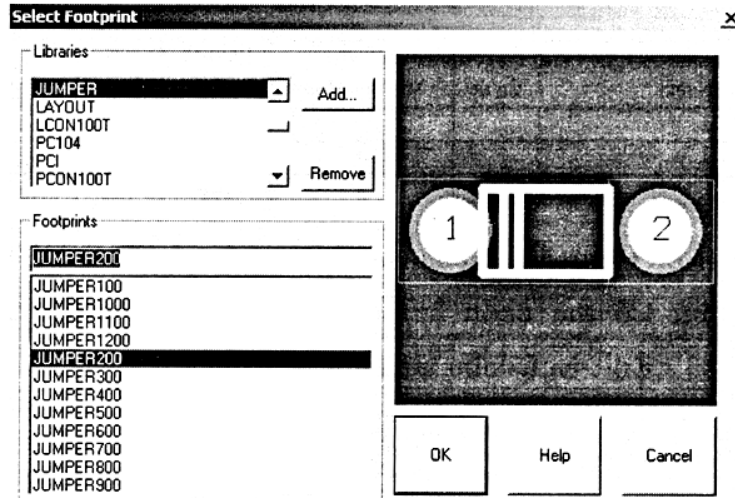 Select Footprint
Libraries
JUMPER
LAYOUT
LCON100T
PC104
PCI
PCON100T
Add...
Remove
Footprints
JUMPER200
JUMPER100
JUMPER1000
JUMPER1100
JUMPER1200
JUMPER200
JUMPER300
JUMPER400
JUMPER500
JUMPER600
JUMPER700
JUMPER800
JUMPER900
1
2
OK
Help
Cancel